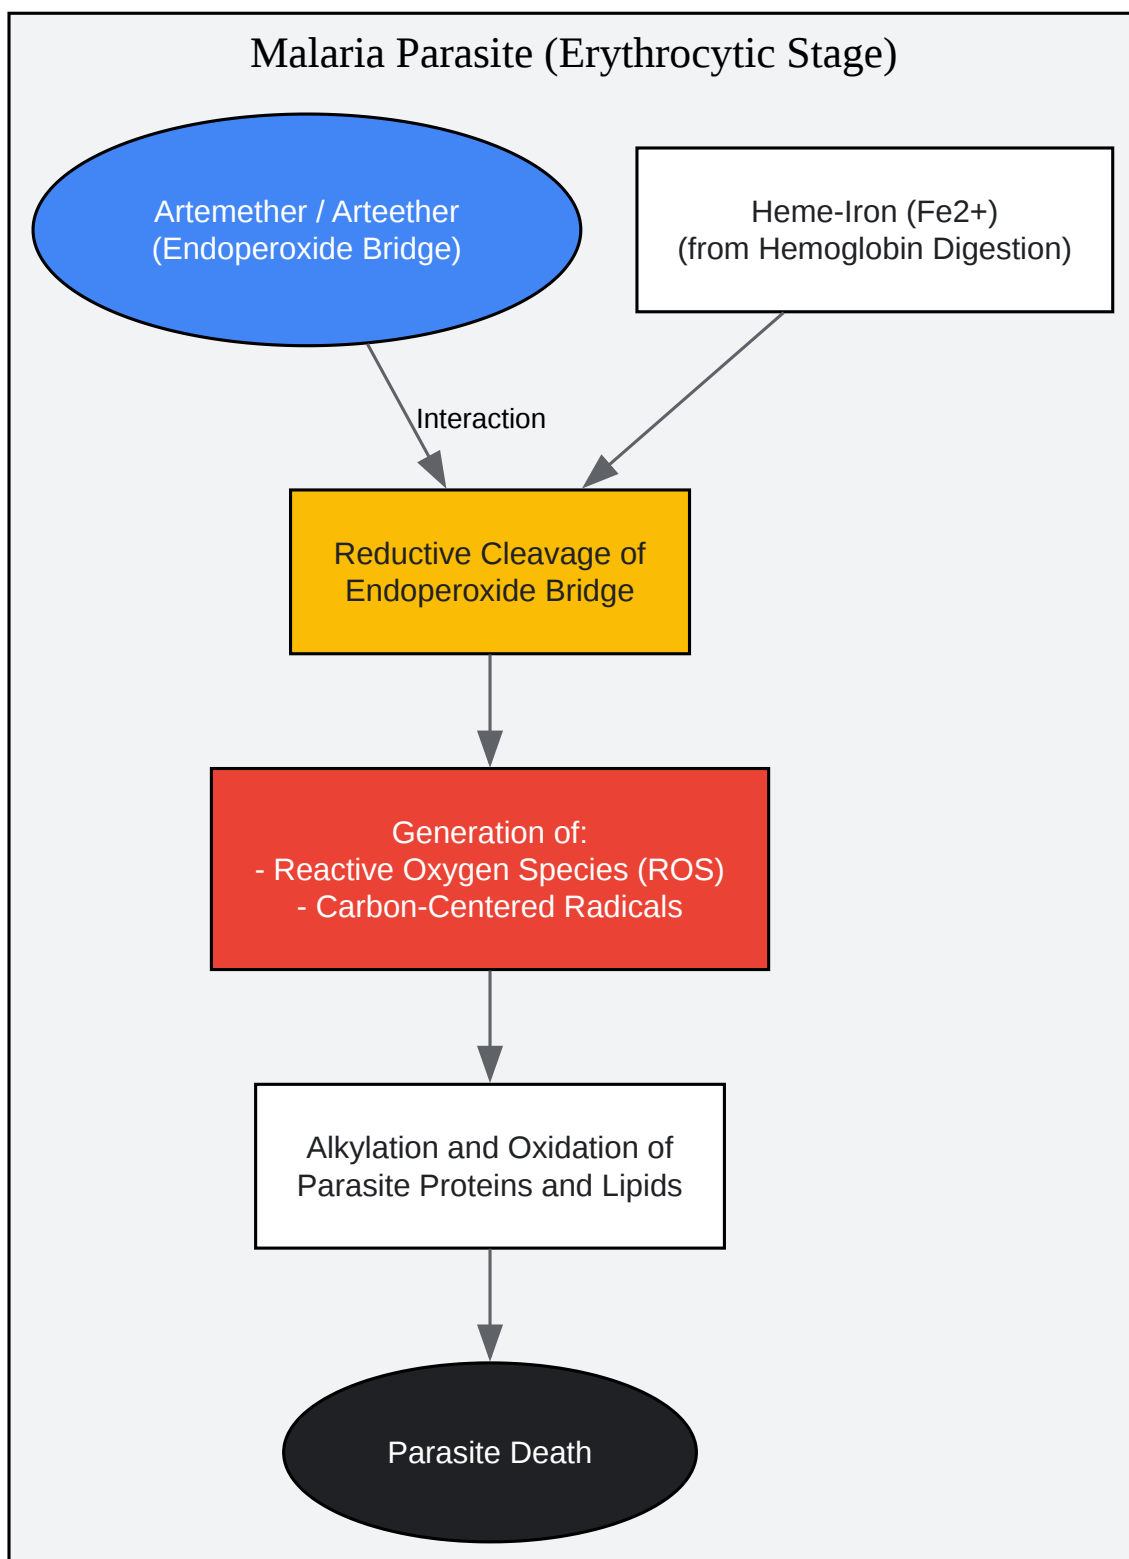 Malaria Parasite (Erythrocytic Stage)
Artemether / Arteether
(Endoperoxide Bridge)
Heme-Iron (Fe2+)
(from Hemoglobin Digestion)
Interaction
Reductive Cleavage of
Endoperoxide Bridge
Generation of:
- Reactive Oxygen Species (ROS)
- Carbon-Centered Radicals
Alkylation and Oxidation of
Parasite Proteins and Lipids
Parasite Death